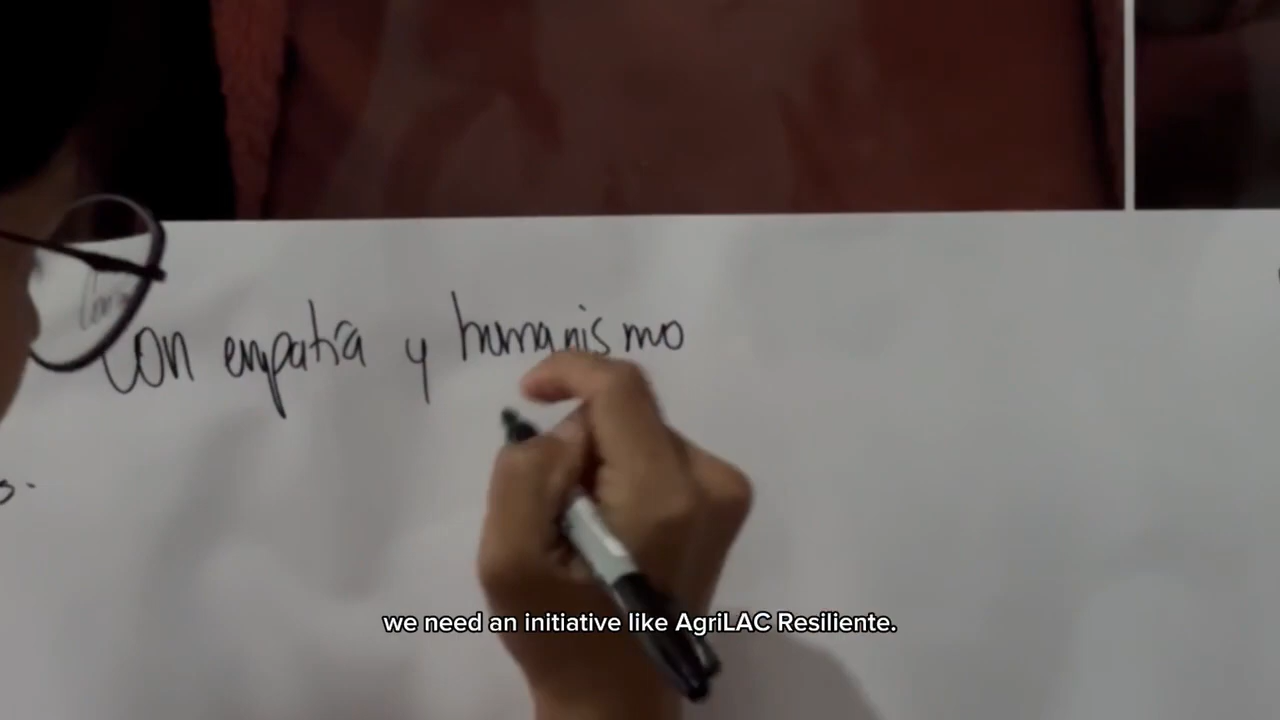 Con empatía y humanismo
we need an initiative like AgriLAC Resiliente.